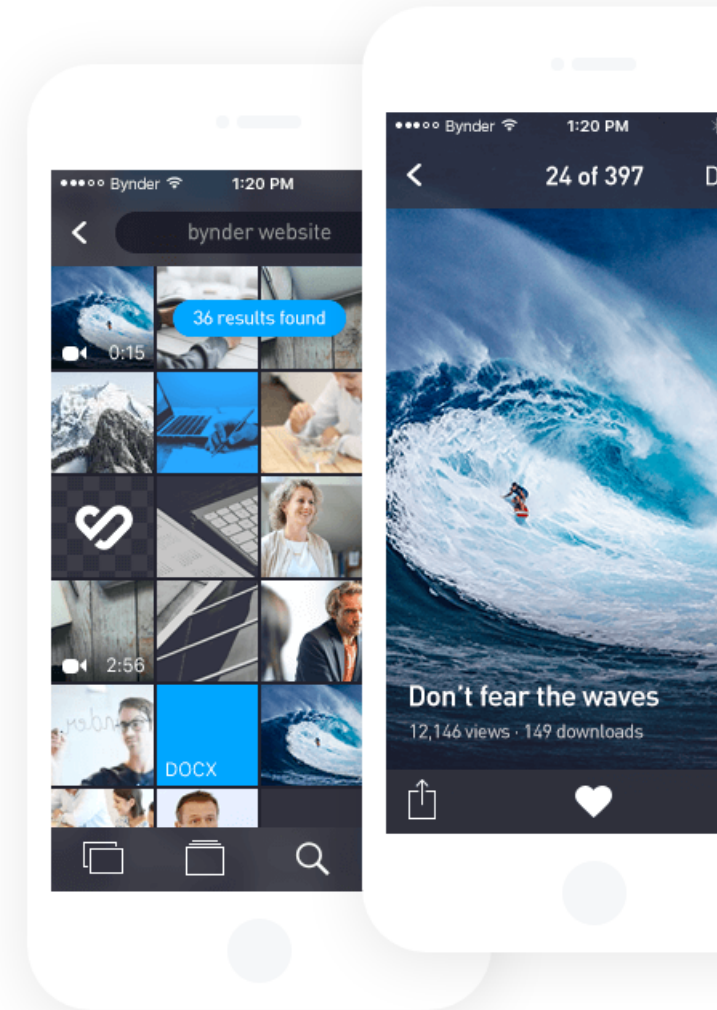 Bynder
1:20 PM
bynder website
36 results found
0:15
2:56
DOCX
Bynder
1:20 PM
24 of 397
D
Don't fear the waves
12,146 views · 149 downloads